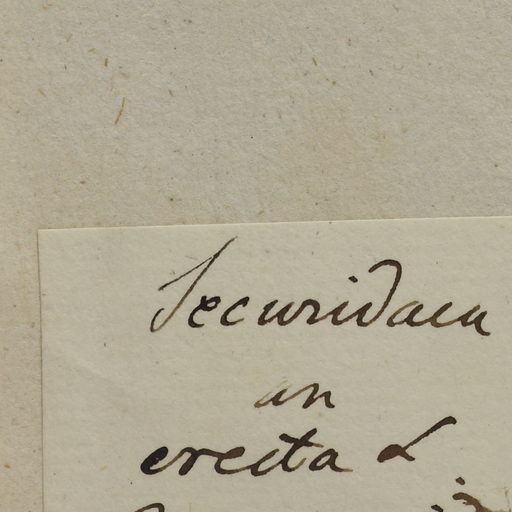 Securidaca
an
erecta L